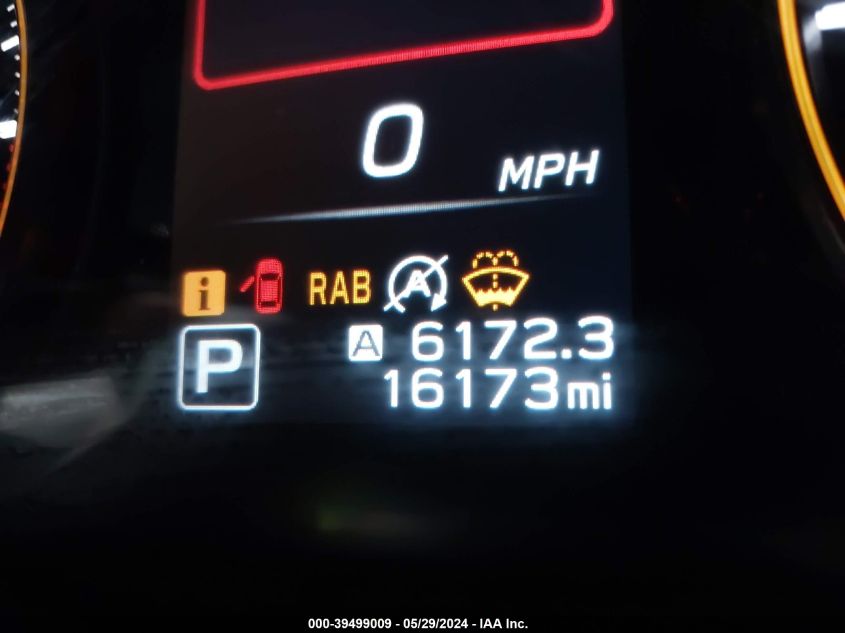 0
MPH
i RAB A
P A 6172.3
16173mi
000-39499009 - 05/29/2024 - IAA Inc.